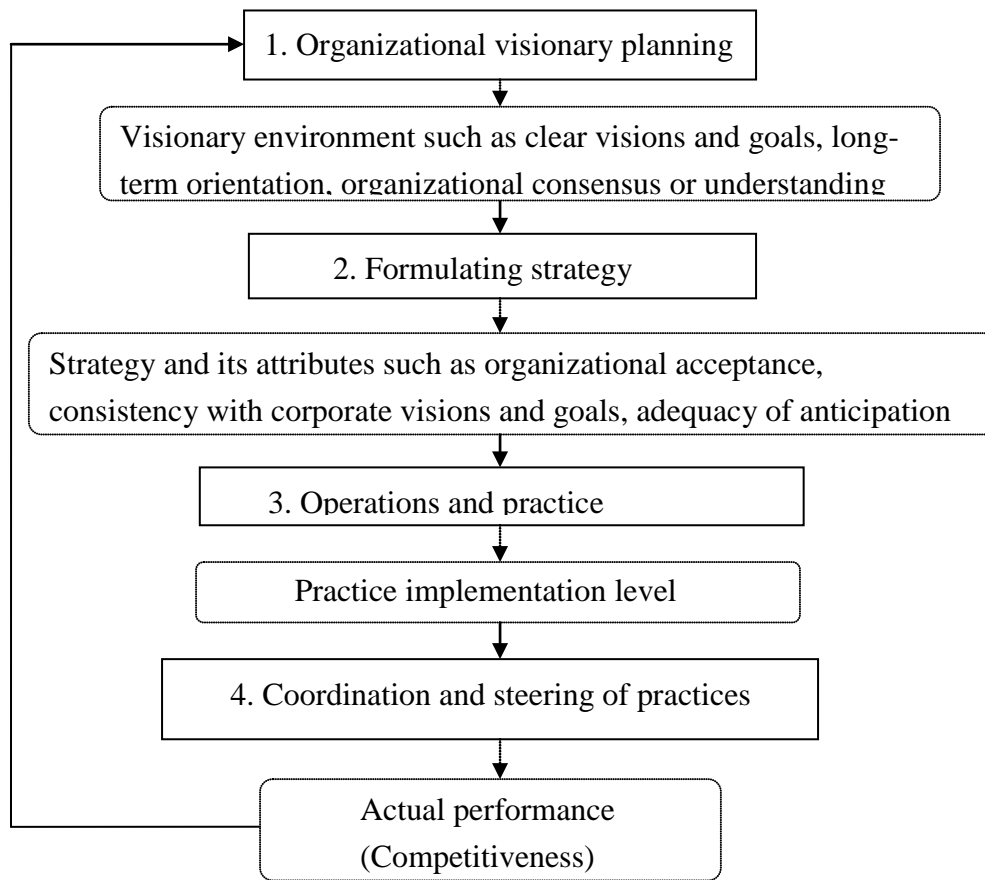 1. Organizational visionary planning
Visionary environment such as clear visions and goals, long-
term orientation, organizational consensus or understanding
2. Formulating strategy
Strategy and its attributes such as organizational acceptance,
consistency with corporate visions and goals, adequacy of anticipation
3. Operations and practice
Practice implementation level
4. Coordination and steering of practices
Actual performance
(Competitiveness)